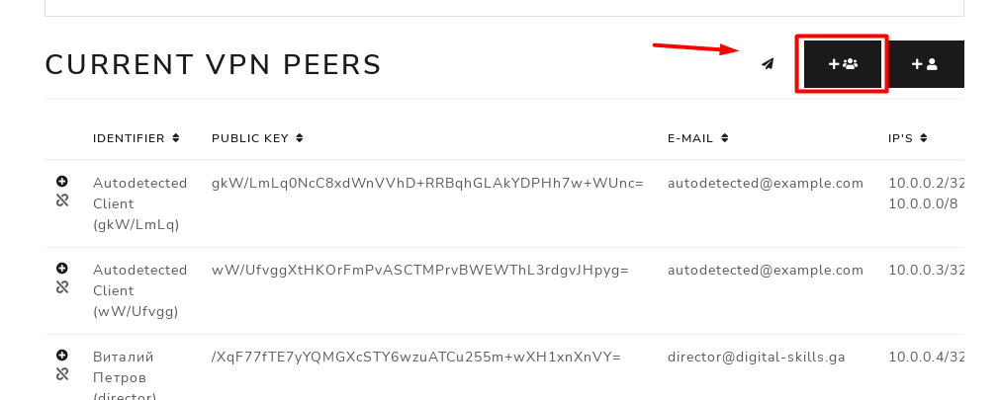 CURRENT VPN PEERS
IDENTIFIER PUBLIC KEY E-MAIL IP'S
Autodetected gkW/LmLq0NcC8xdWnVVhD+RRBqhGLAkYDPHh7w+WUnc= autodetected@example.com 10.0.0.2/32
Client 10.0.0.0/8
(gkW/LmLq)
Autodetected wW/UfvggXtHKOrFmPvASCTMPrvBWEWThL3rdgvJHpyg= autodetected@example.com 10.0.0.3/32
Client
(wW/Ufvgg)
Виталий /XqF77fTE7yYQMGXcSTY6wzuATCu255m+wXH1xnXnVY= director@digital-skills.ga 10.0.0.4/32
Петров
(director)